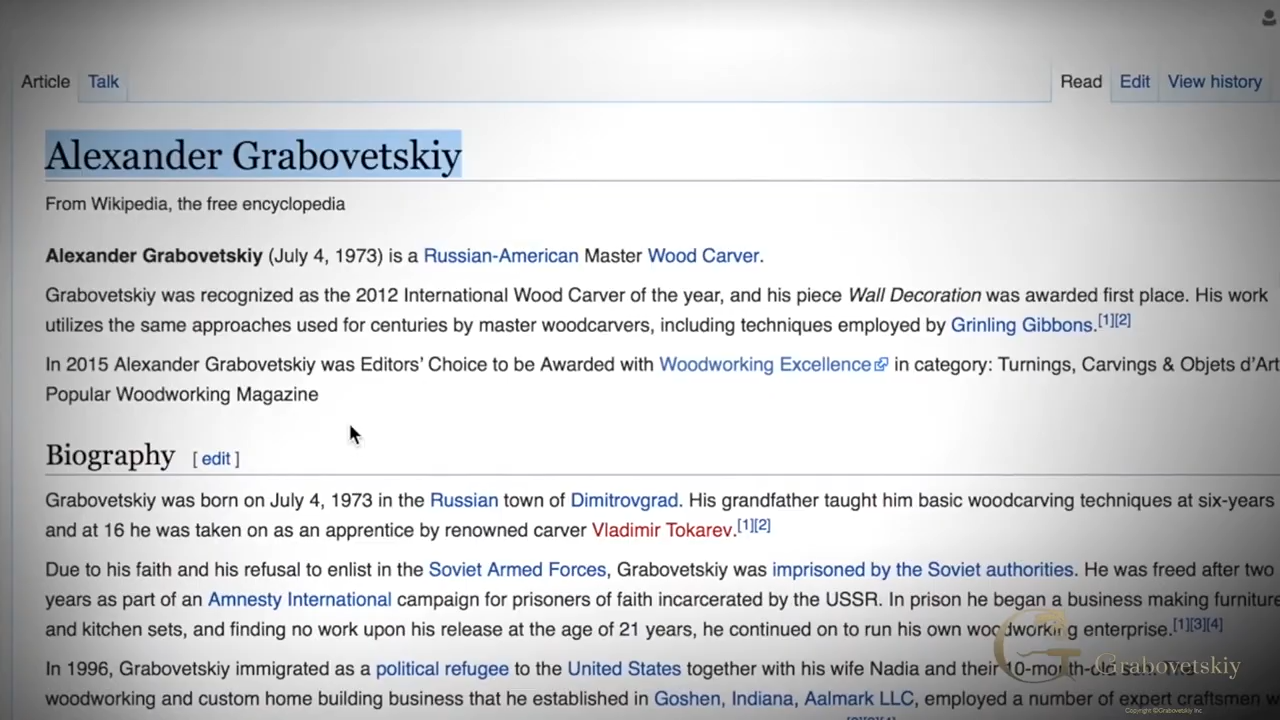 Article Talk Read Edit View history
Alexander Grabovetskiy
From Wikipedia, the free encyclopedia
Alexander Grabovetskiy (July 4, 1973) is a Russian-American Master Wood Carver.
Grabovetskiy was recognized as the 2012 International Wood Carver of the year, and his piece Wall Decoration was awarded first place. His work
utilizes the same approaches used for centuries by master woodcarvers, including techniques employed by Grinling Gibbons.[1][2]
In 2015 Alexander Grabovetskiy was Editors' Choice to be Awarded with Woodworking Excellence in category: Turnings, Carvings & Objets d'Art
Popular Woodworking Magazine
Biography [ edit ]
Grabovetskiy was born on July 4, 1973 in the Russian town of Dimitrovgrad. His grandfather taught him basic woodcarving techniques at six-years
and at 16 he was taken on as an apprentice by renowned carver Vladimir Tokarev.[1][2]
Due to his faith and his refusal to enlist in the Soviet Armed Forces, Grabovetskiy was imprisoned by the Soviet authorities. He was freed after two
years as part of an Amnesty International campaign for prisoners of faith incarcerated by the USSR. In prison he began a business making furniture
and kitchen sets, and finding no work upon his release at the age of 21 years, he continued on to run his own woodworking enterprise.[1][3][4]
In 1996, Grabovetskiy immigrated as a political refugee to the United States together with his wife Nadia and their 10-month-old
Grabovetskiy
woodworking and custom home building business that he established in Goshen, Indiana, Aalmark LLC, employed a number of expert craftsmen
Copyright ©Grabovetskiy Inc.